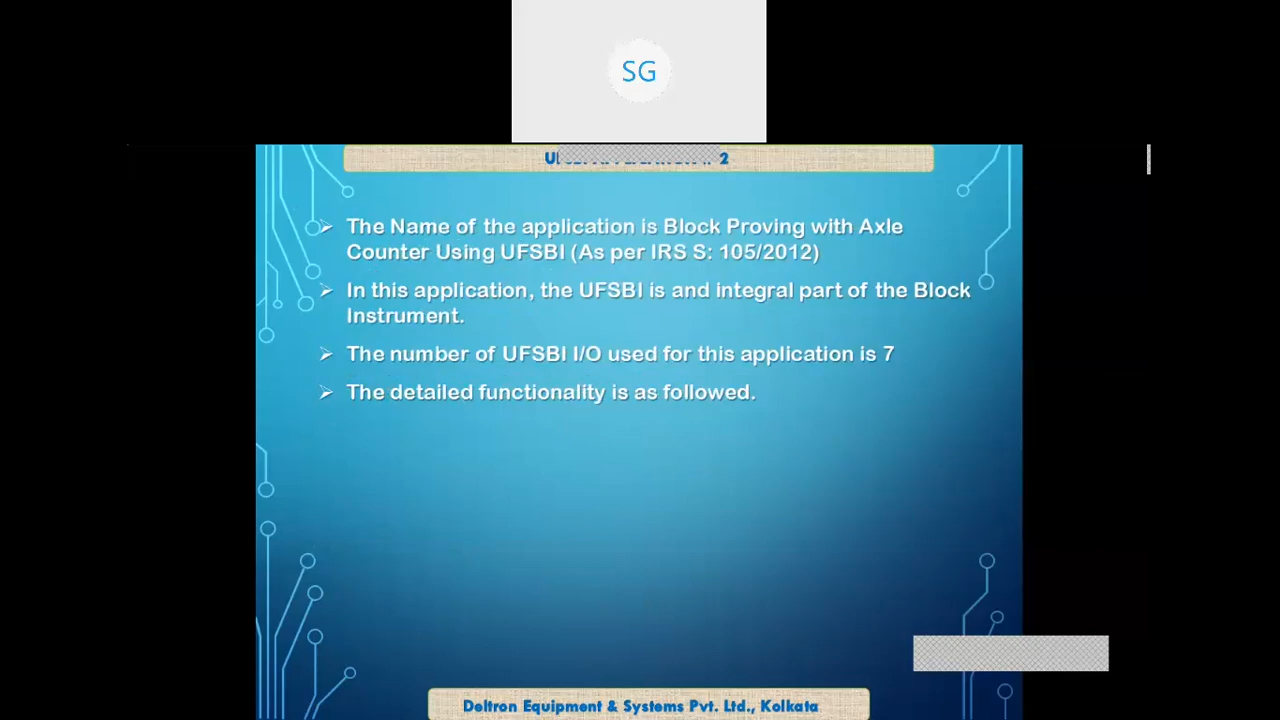 SG
2
The Name of the application is Block Proving with Axle
Counter Using UFSBI (As per IRS S: 105/2012)
In this application, the UFSBI is and integral part of the Block
Instrument.
The number of UFSBI I/O used for this application is 7
The detailed functionality is as followed.
Deltron Equipment & Systems Pvt. Ltd., Kolkata